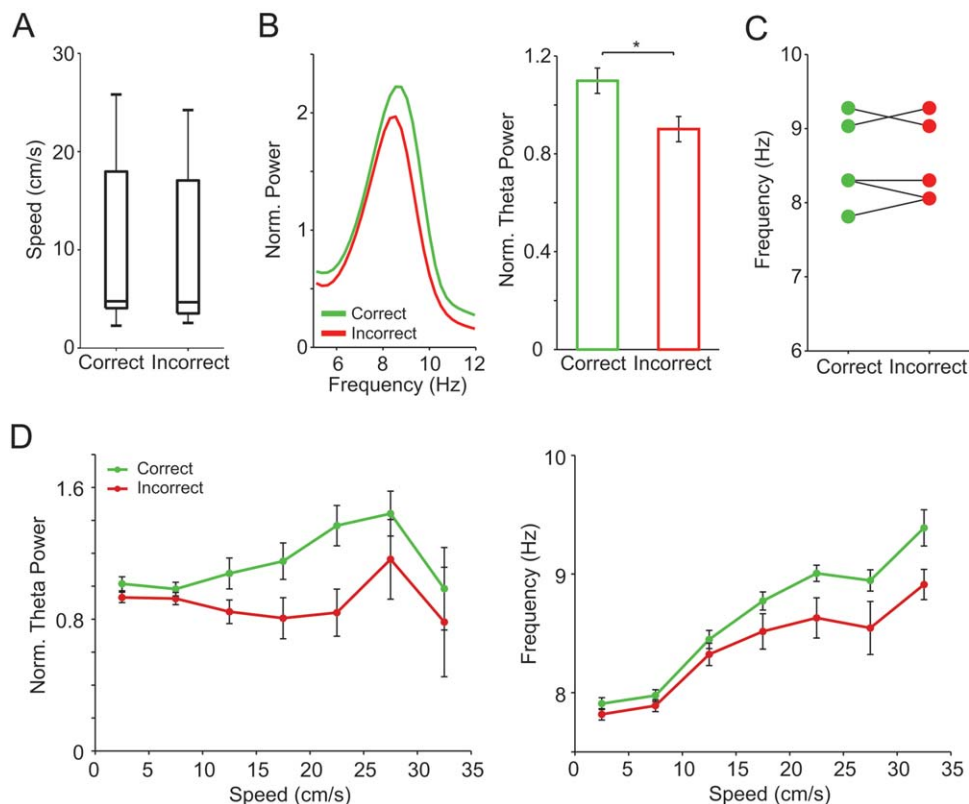 A
Speed (cm/s)
30
20
10
0
Correct Incorrect
B
Norm. Power
2
1
Correct
Incorrect
6 8 10 12
Frequency (Hz)
Norm. Theta Power
1.2
0.8
0.4
0
*
Correct Incorrect
C
Frequency (Hz)
10
9
8
7
6
Correct Incorrect
D
Norm. Theta Power
1.6
0.8
0
Correct
Incorrect
0 5 10 15 20 25 30 35
Speed (cm/s)
Frequency (Hz)
10
9
8
0 5 10 15 20 25 30 35
Speed (cm/s)